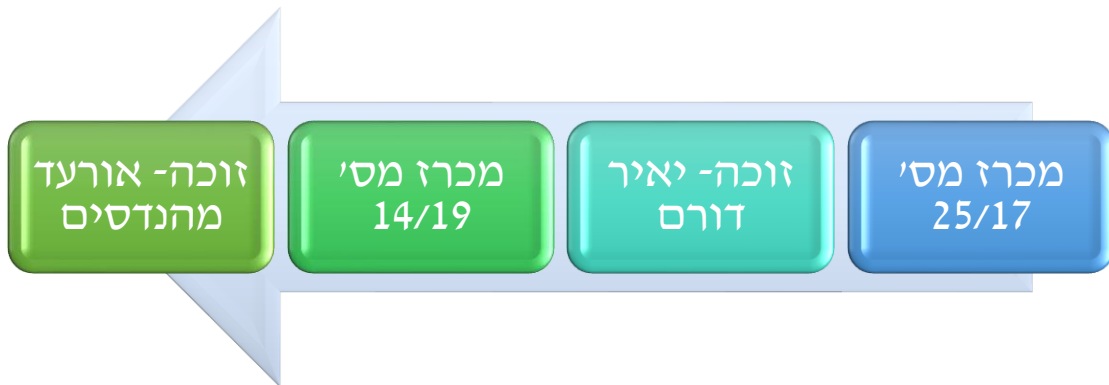 מכרז מס'
25/17
זוכה- יאיר
דורם
מכרז מס'
14/19
זוכה- אורעד
מהנדסים